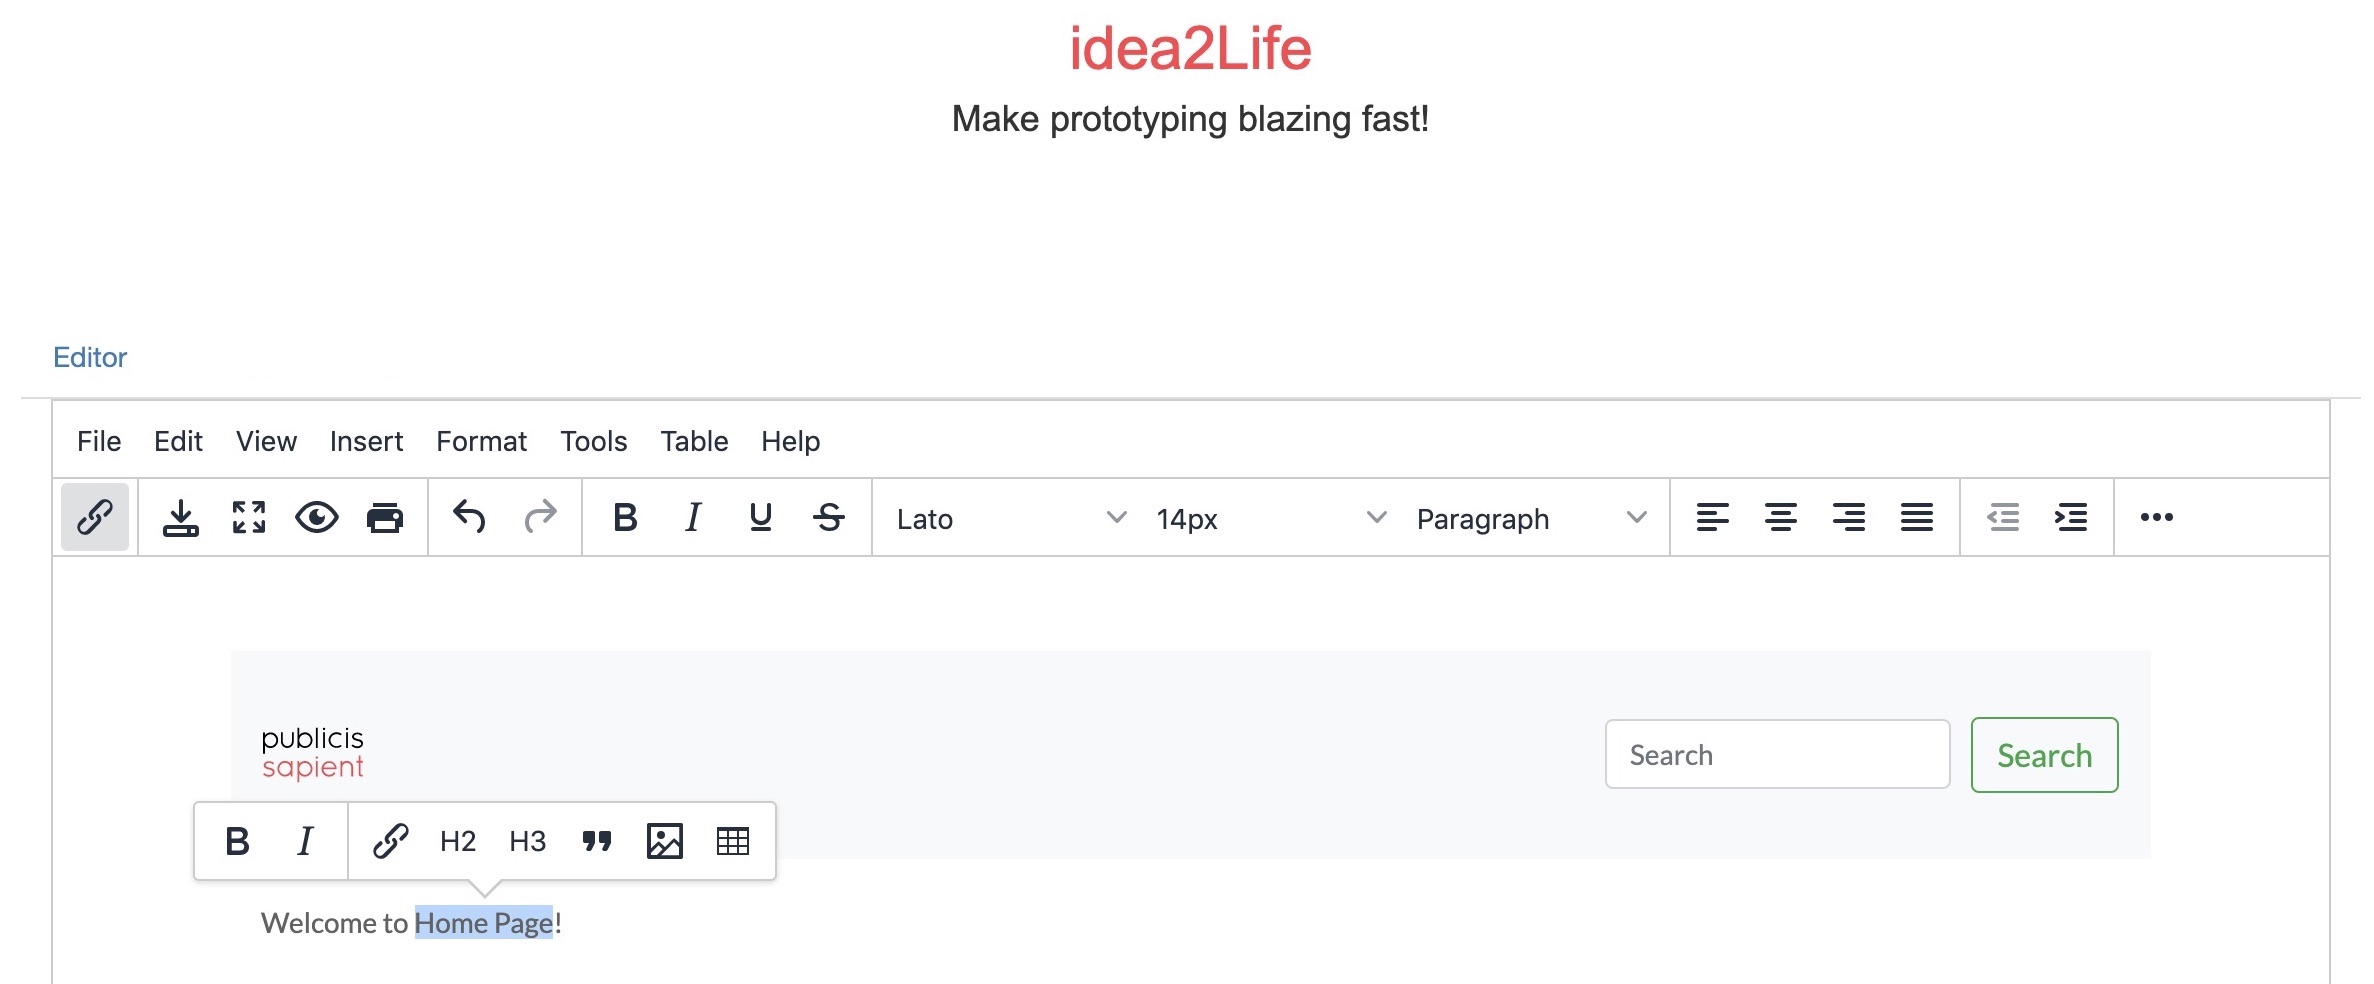 idea2Life
Make prototyping blazing fast!
Editor
File Edit View Insert Format Tools Table Help
B I U S Lato 14px Paragraph
publicis
sapient
Search Search
B I H2 H3
Welcome to Home Page!